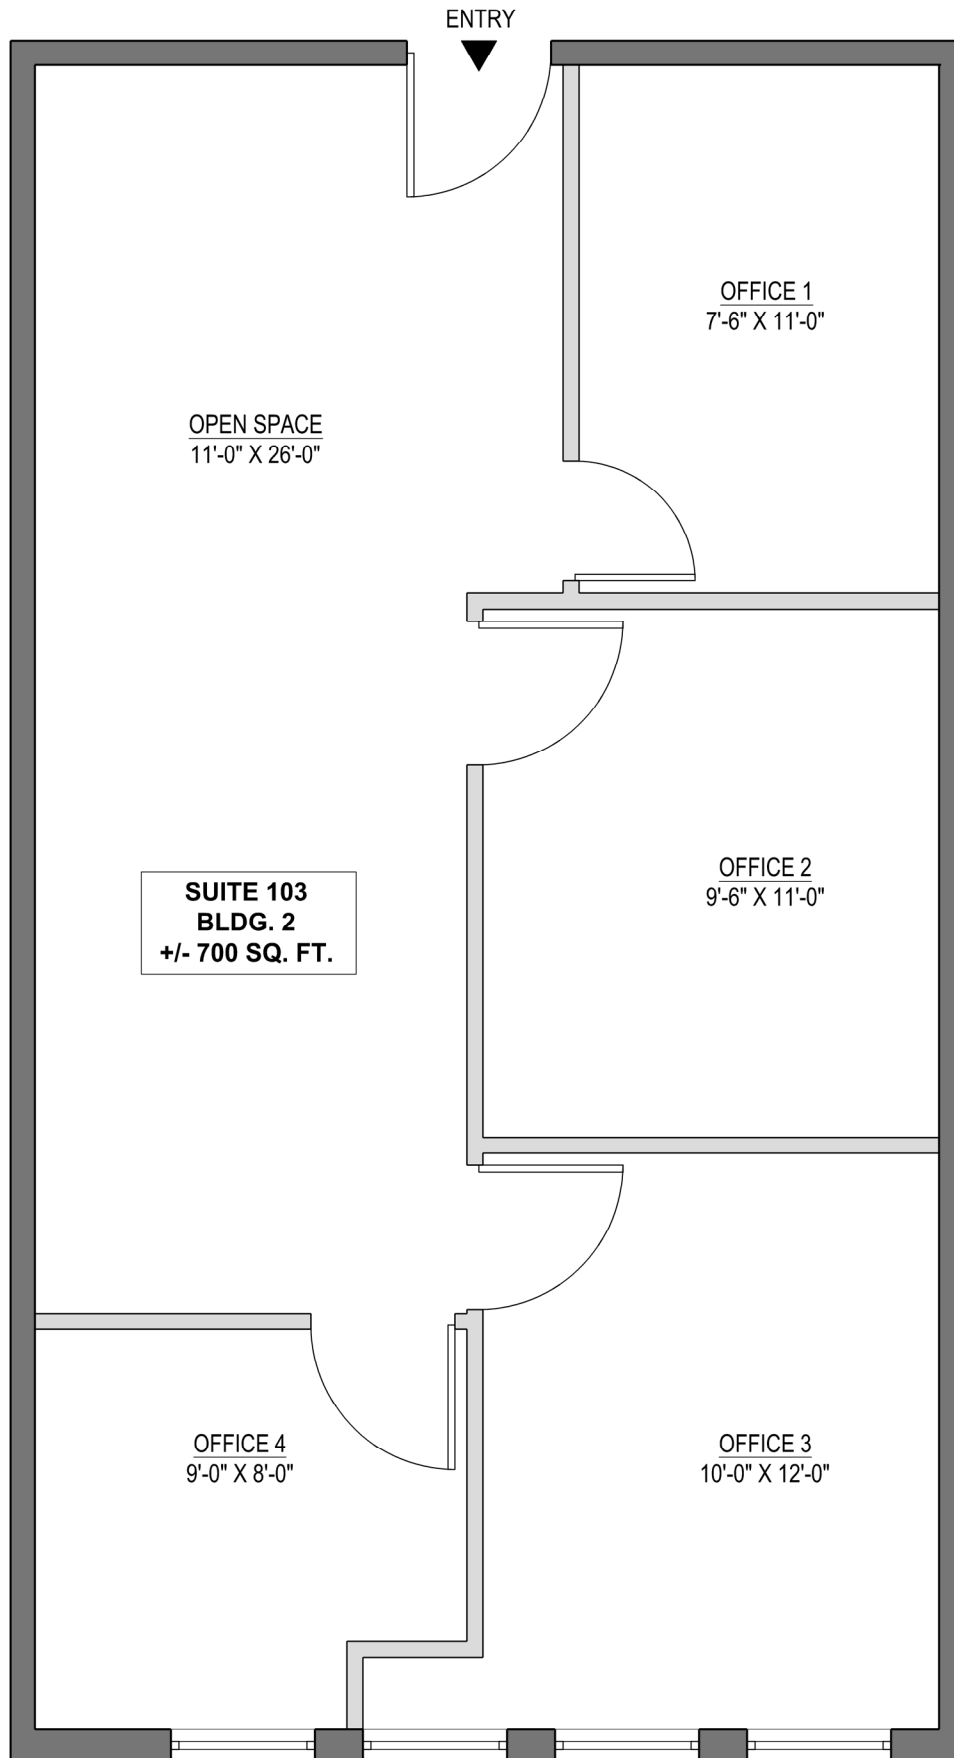 ENTRY
OFFICE 1
7'-6" X 11'-0"
OPEN SPACE
11'-0" X 26'-0"
OFFICE 2
9'-6" X 11'-0"
SUITE 103
BLDG. 2
+/- 700 SQ. FT.
OFFICE 4
9'-0" X 8'-0"
OFFICE 3
10'-0" X 12'-0"